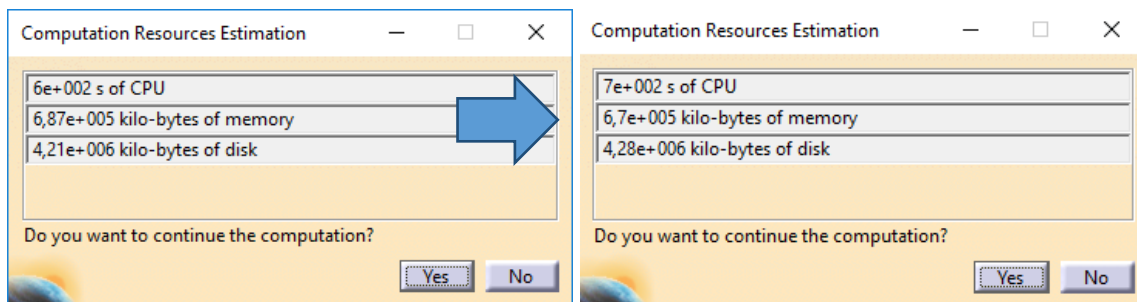 Computation Resources Estimation
6e+002 s of CPU
6,87e+005 kilo-bytes of memory
4,21e+006 kilo-bytes of disk
Do you want to continue the computation?
Yes No
Computation Resources Estimation
7e+002 s of CPU
6,7e+005 kilo-bytes of memory
4,28e+006 kilo-bytes of disk
Do you want to continue the computation?
Yes No